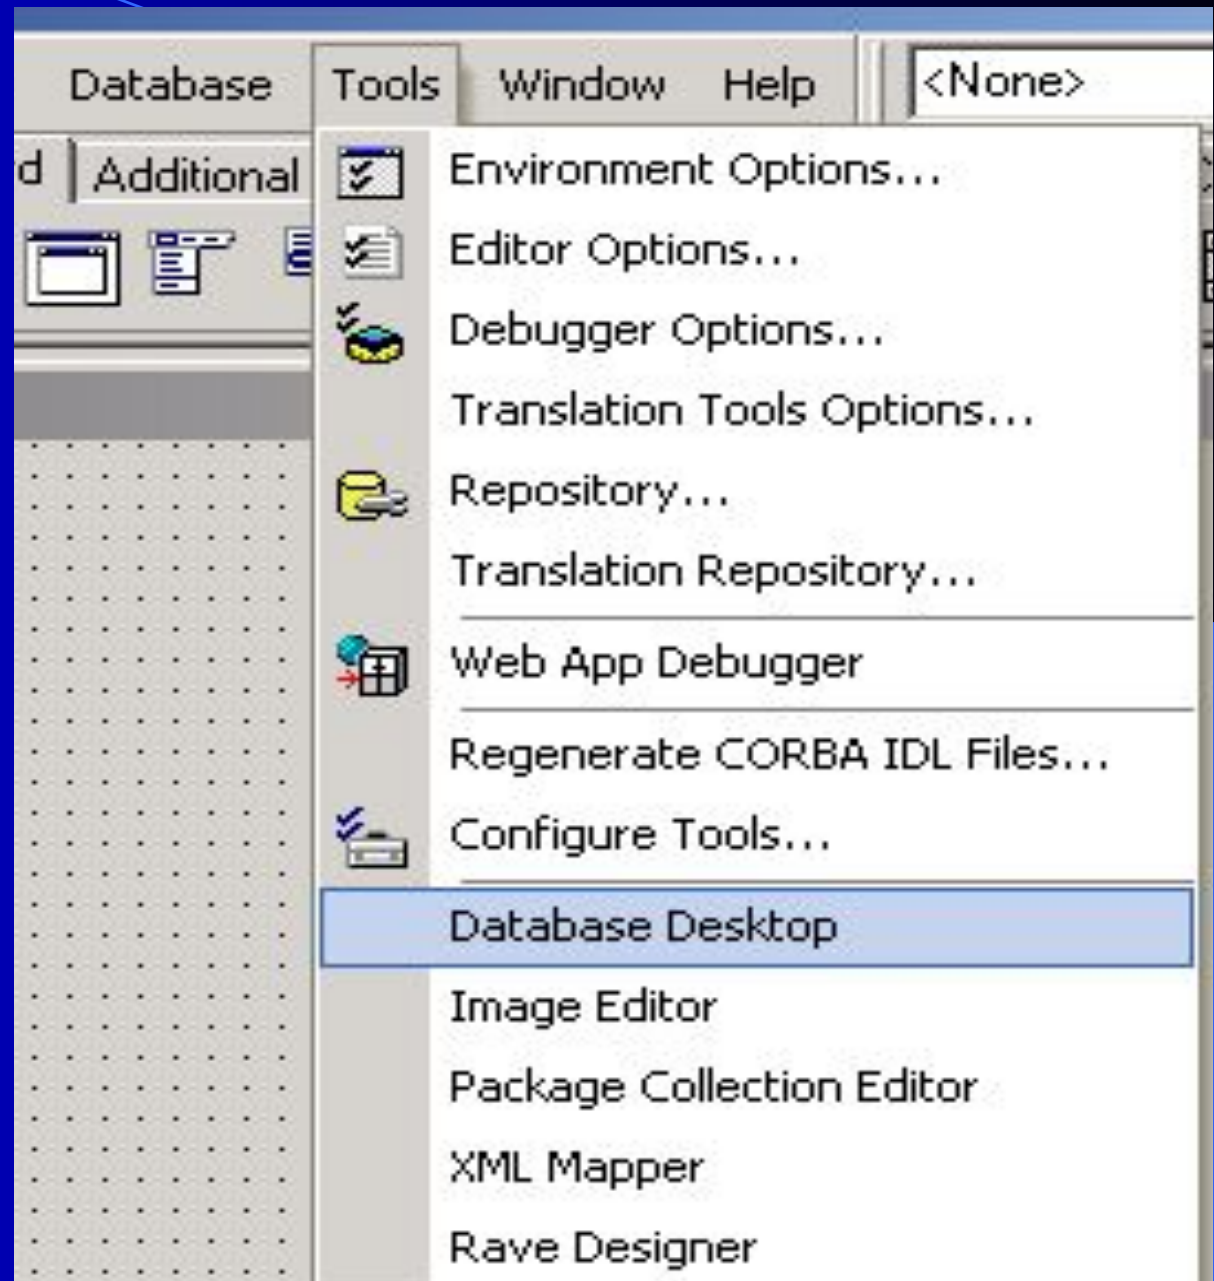 Database Tools Window Help <None>
d Additional
Environment Options...
Editor Options...
Debugger Options...
Translation Tools Options...
Repository...
Translation Repository...
Web App Debugger
Regenerate CORBA IDL Files...
Configure Tools...
Database Desktop
Image Editor
Package Collection Editor
XML Mapper
Rave Designer